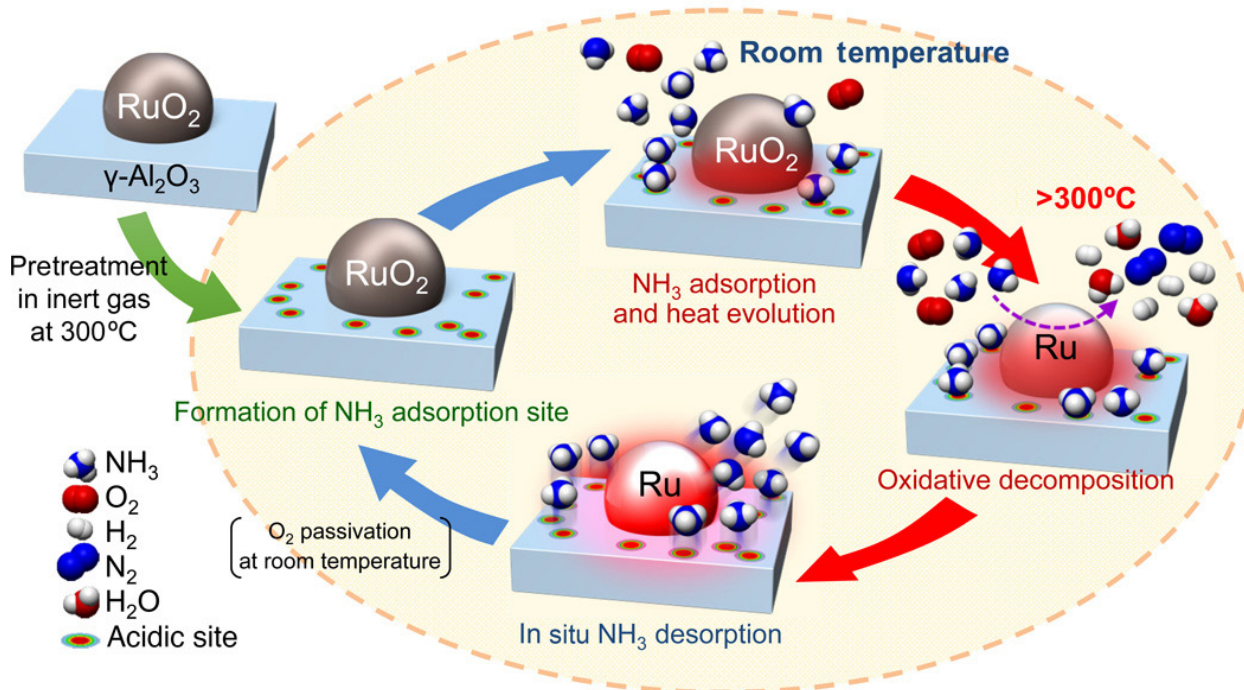 RuO₂
γ-Al₂O₃
Pretreatment
in inert gas
at 300ºC
RuO₂
Formation of NH₃ adsorption site
Room temperature
RuO₂
NH₃ adsorption
and heat evolution
>300ºC
Ru
Oxidative decomposition
Ru
In situ NH₃ desorption
O₂ passivation
at room temperature
NH₃
O₂
H₂
N₂
H₂O
Acidic site